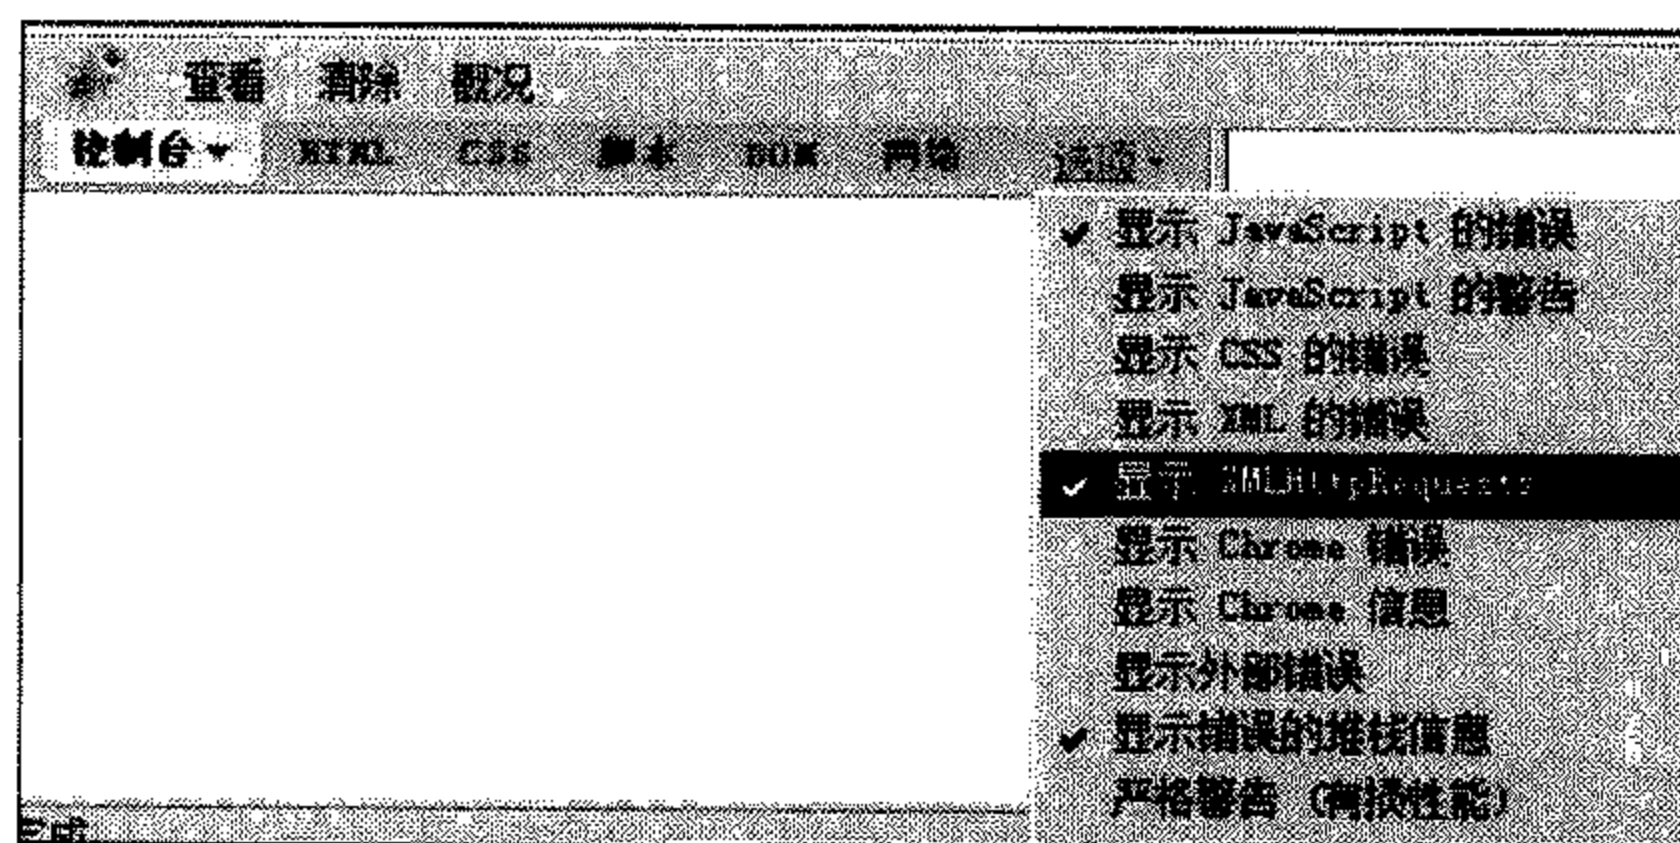 查看 清除 概况
控制台 HTML CSS 脚本 DOM 网络 选项
显示 JavaScript 的错误
显示 JavaScript 的警告
显示 CSS 的错误
显示 XML 的错误
显示 XMLHttpRequests
显示 Chrome 错误
显示 Chrome 信息
显示外部错误
显示错误的堆栈信息
严格警告 (有损性能)
完成